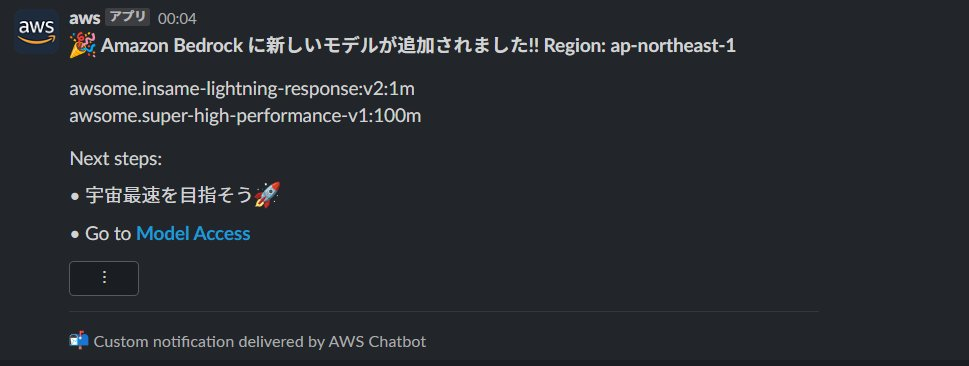 aws
aws アプリ 00:04
🎉 Amazon Bedrock に新しいモデルが追加されました!! Region: ap-northeast-1
awsome.insame-lightning-response:v2:1m
awsome.super-high-performance-v1:100m
Next steps:
• 宇宙最速を目指そう🚀
• Go to Model Access
📬 Custom notification delivered by AWS Chatbot